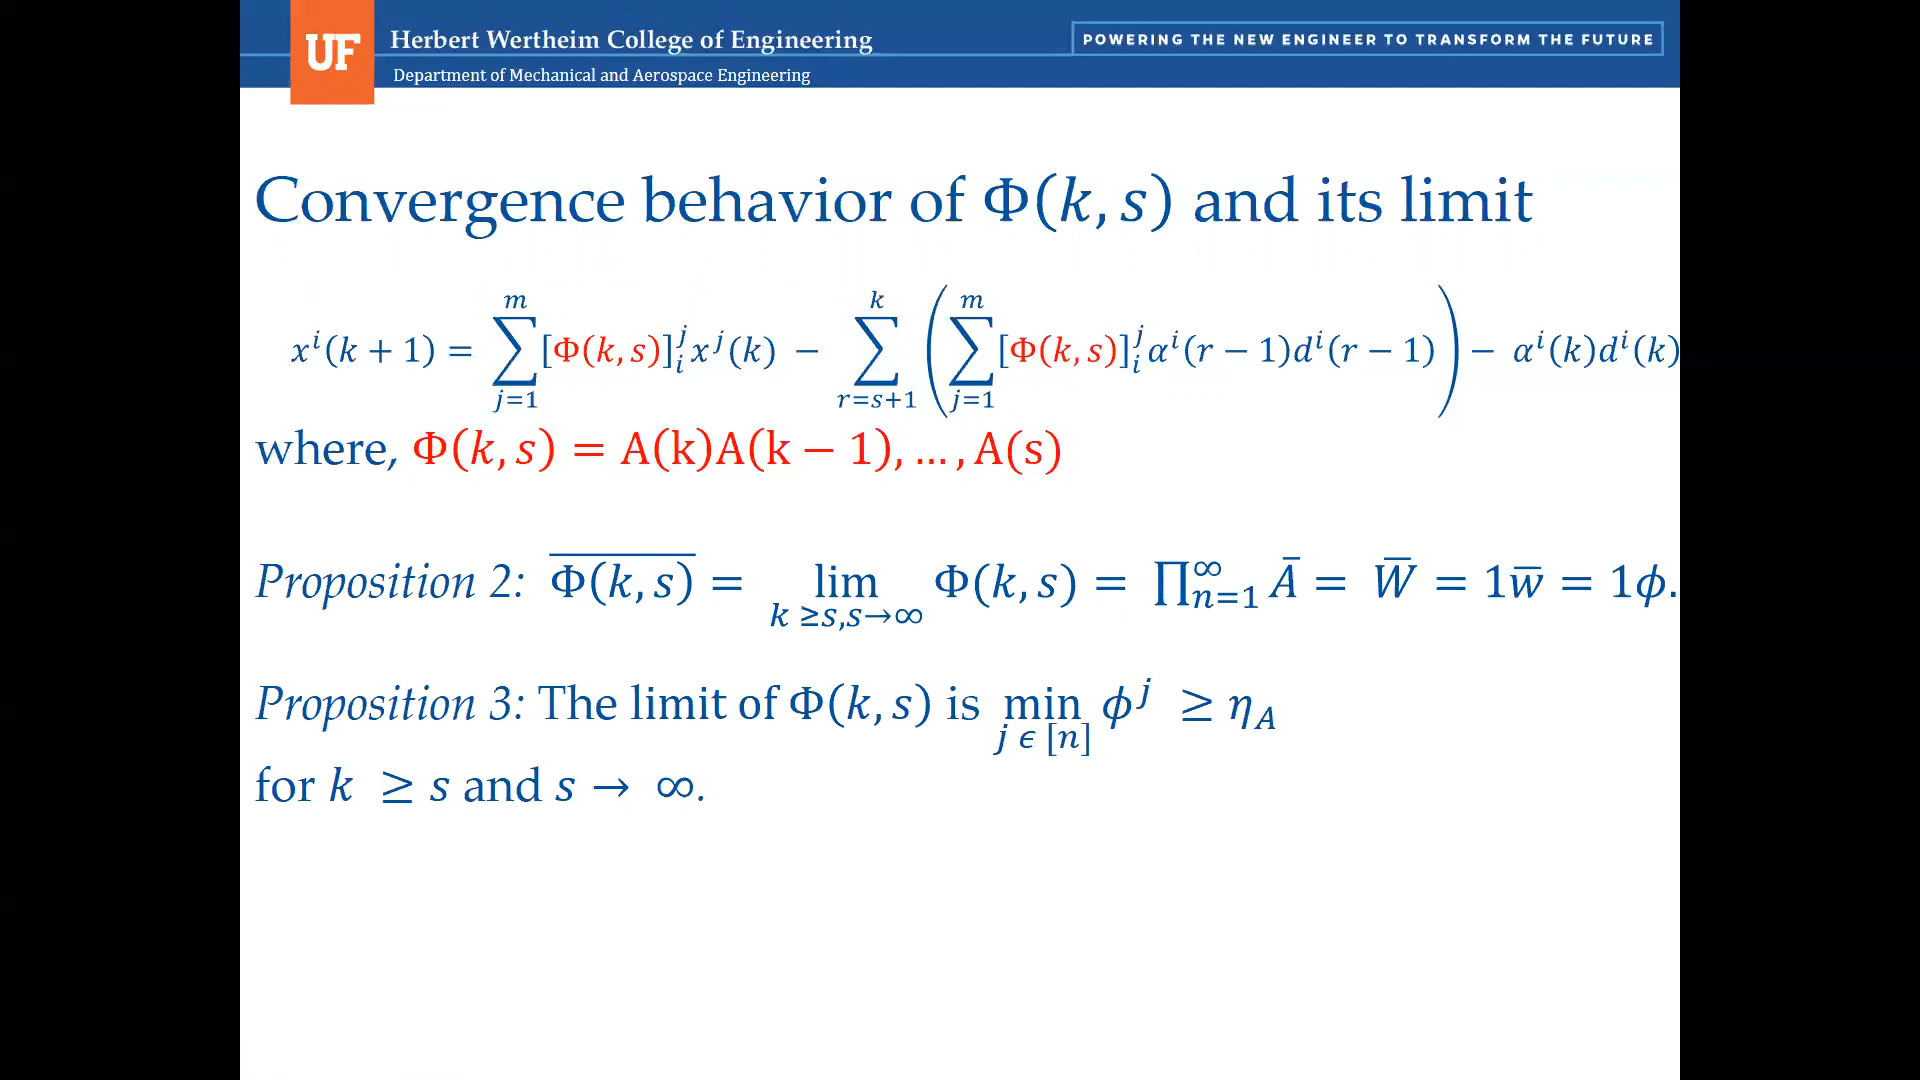 UF
Herbert Wertheim College of Engineering
POWERING THE NEW ENGINEER TO TRANSFORM THE FUTURE
Department of Mechanical and Aerospace Engineering
Convergence behavior of Φ(k, s) and its limit
x^i(k + 1) = ∑_{j=1}^{m} [Φ(k, s)]_i^j x^j(k) − ∑_{r=s+1}^{k} (∑_{j=1}^{m} [Φ(k, s)]_i^j α^i(r − 1)d^i(r − 1)) − α^i(k)d^i(k)
where, Φ(k, s) = A(k)A(k − 1), … , A(s)
Proposition 2: \overline{Φ(k, s)} = lim_{k ≥s,s→∞} Φ(k, s) = ∏_{n=1}^{∞} Ā = W̅ = 1w̅ = 1ϕ.
Proposition 3: The limit of Φ(k, s) is min_{j ϵ [n]} ϕ^j ≥ η_A
for k ≥ s and s → ∞.